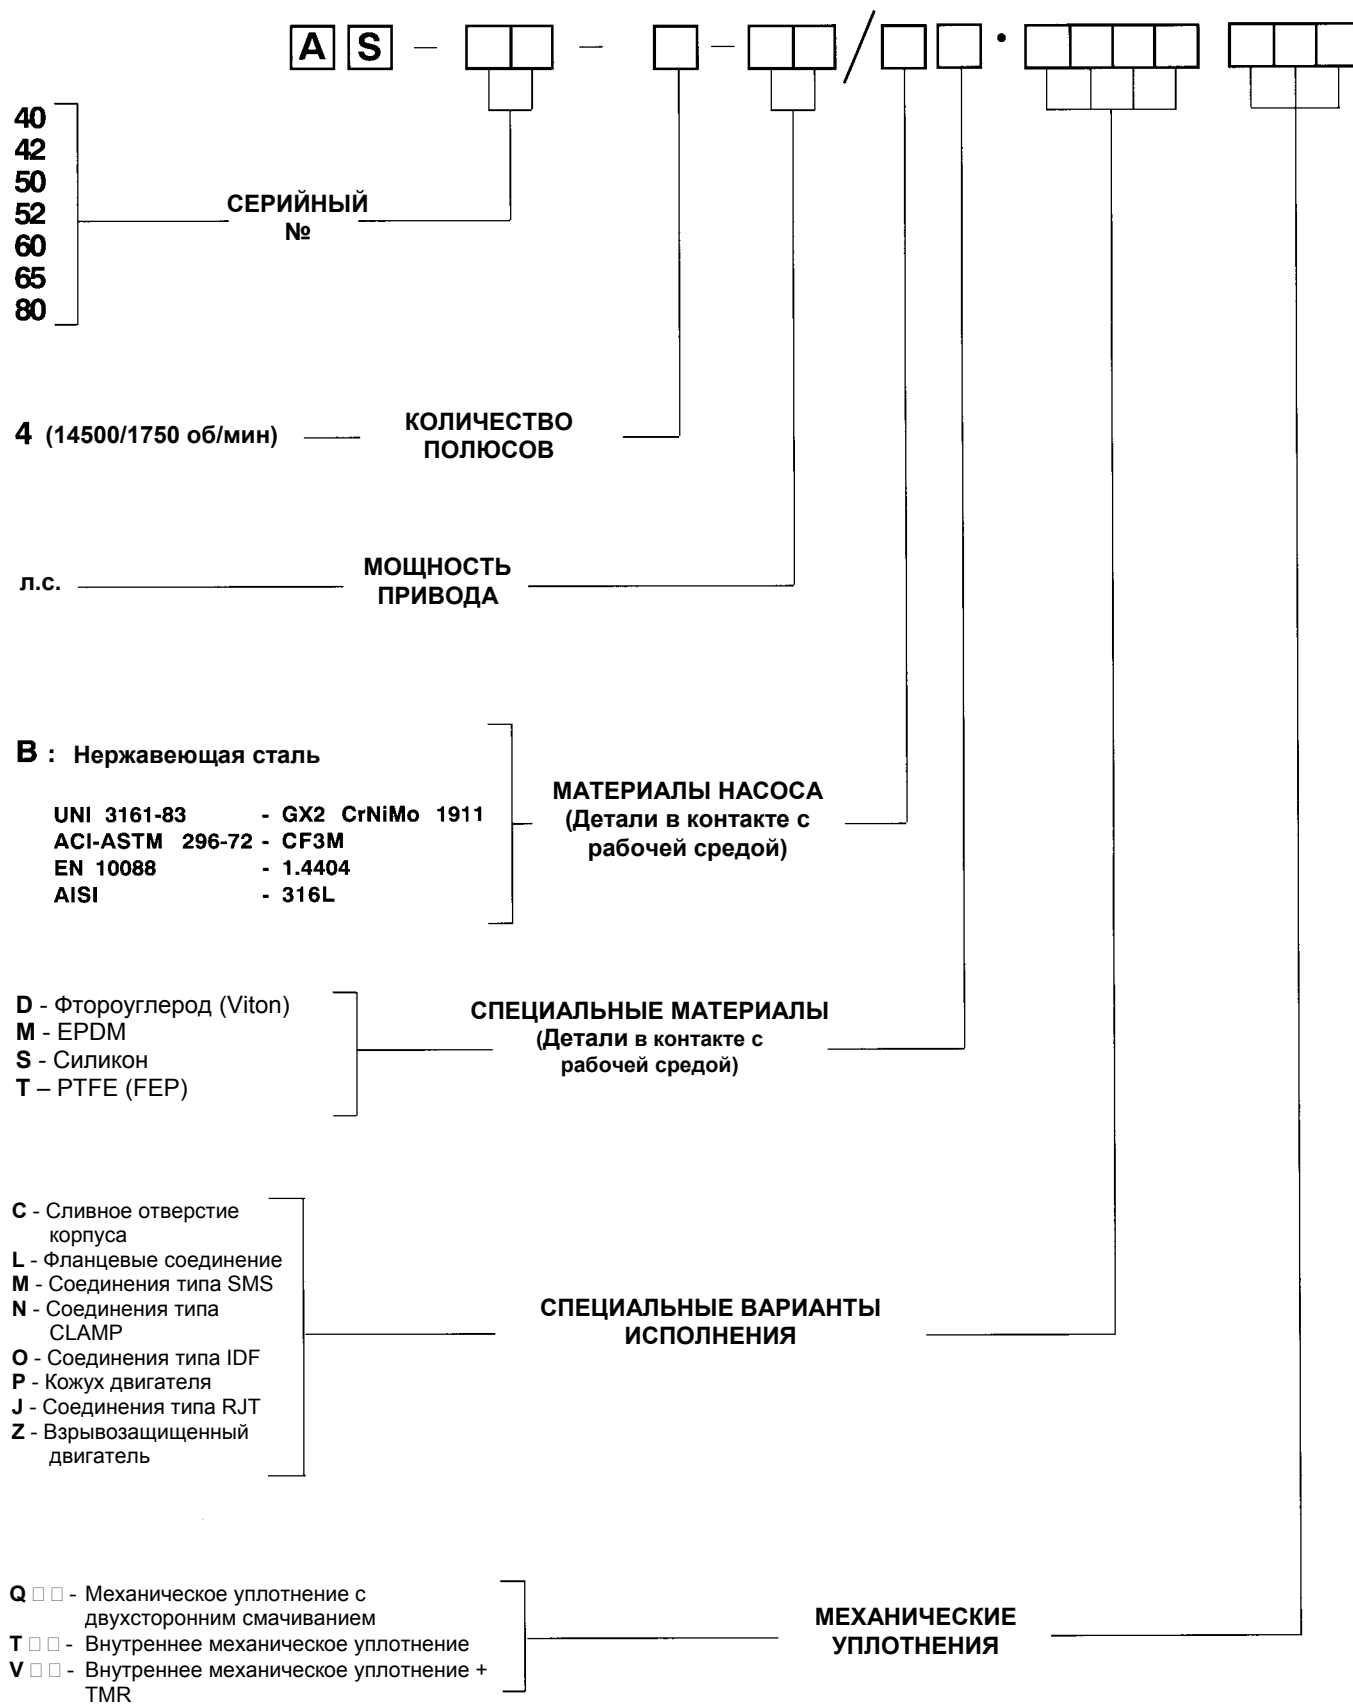 AS - - - / •
40
42
50
52
60
65
80
СЕРИЙНЫЙ
№
4 (14500/1750 об/мин)
КОЛИЧЕСТВО
ПОЛЮСОВ
л.с.
МОЩНОСТЬ
ПРИВОДА
B : Нержавеющая сталь
UNI 3161-83 - GX2 CrNiMo 1911
ACI-ASTM 296-72 - CF3M
EN 10088 - 1.4404
AISI - 316L
МАТЕРИАЛЫ НАСОСА
(Детали в контакте с
рабочей средой)
D - Фтороуглерод (Viton)
M - EPDM
S - Силикон
T – PTFE (FEP)
СПЕЦИАЛЬНЫЕ МАТЕРИАЛЫ
(Детали в контакте с
рабочей средой)
C - Сливное отверстие
корпуса
L - Фланцевые соединение
M - Соединения типа SMS
N - Соединения типа
CLAMP
O - Соединения типа IDF
P - Кожух двигателя
J - Соединения типа RJT
Z - Взрывозащищенный
двигатель
СПЕЦИАЛЬНЫЕ ВАРИАНТЫ
ИСПОЛНЕНИЯ
Q □ □ - Механическое уплотнение с
двухсторонним смачиванием
T □ □ - Внутреннее механическое уплотнение
V □ □ - Внутреннее механическое уплотнение +
TMR
МЕХАНИЧЕСКИЕ
УПЛОТНЕНИЯ